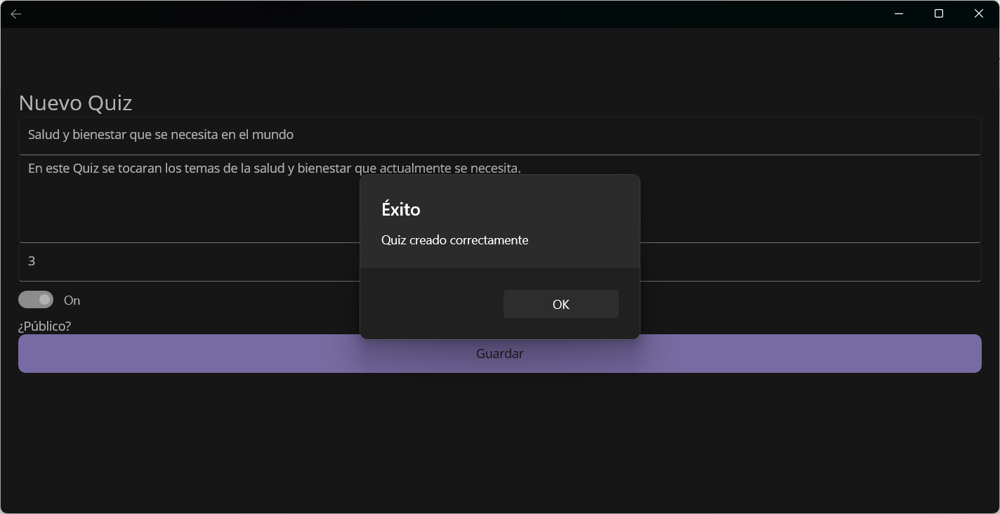 Nuevo Quiz
Salud y bienestar que se necesita en el mundo
En este Quiz se tocaran los temas de la salud y bienestar que actualmente se necesita.
Éxito
Quiz creado correctamente
3
On
OK
¿Público?
Guardar